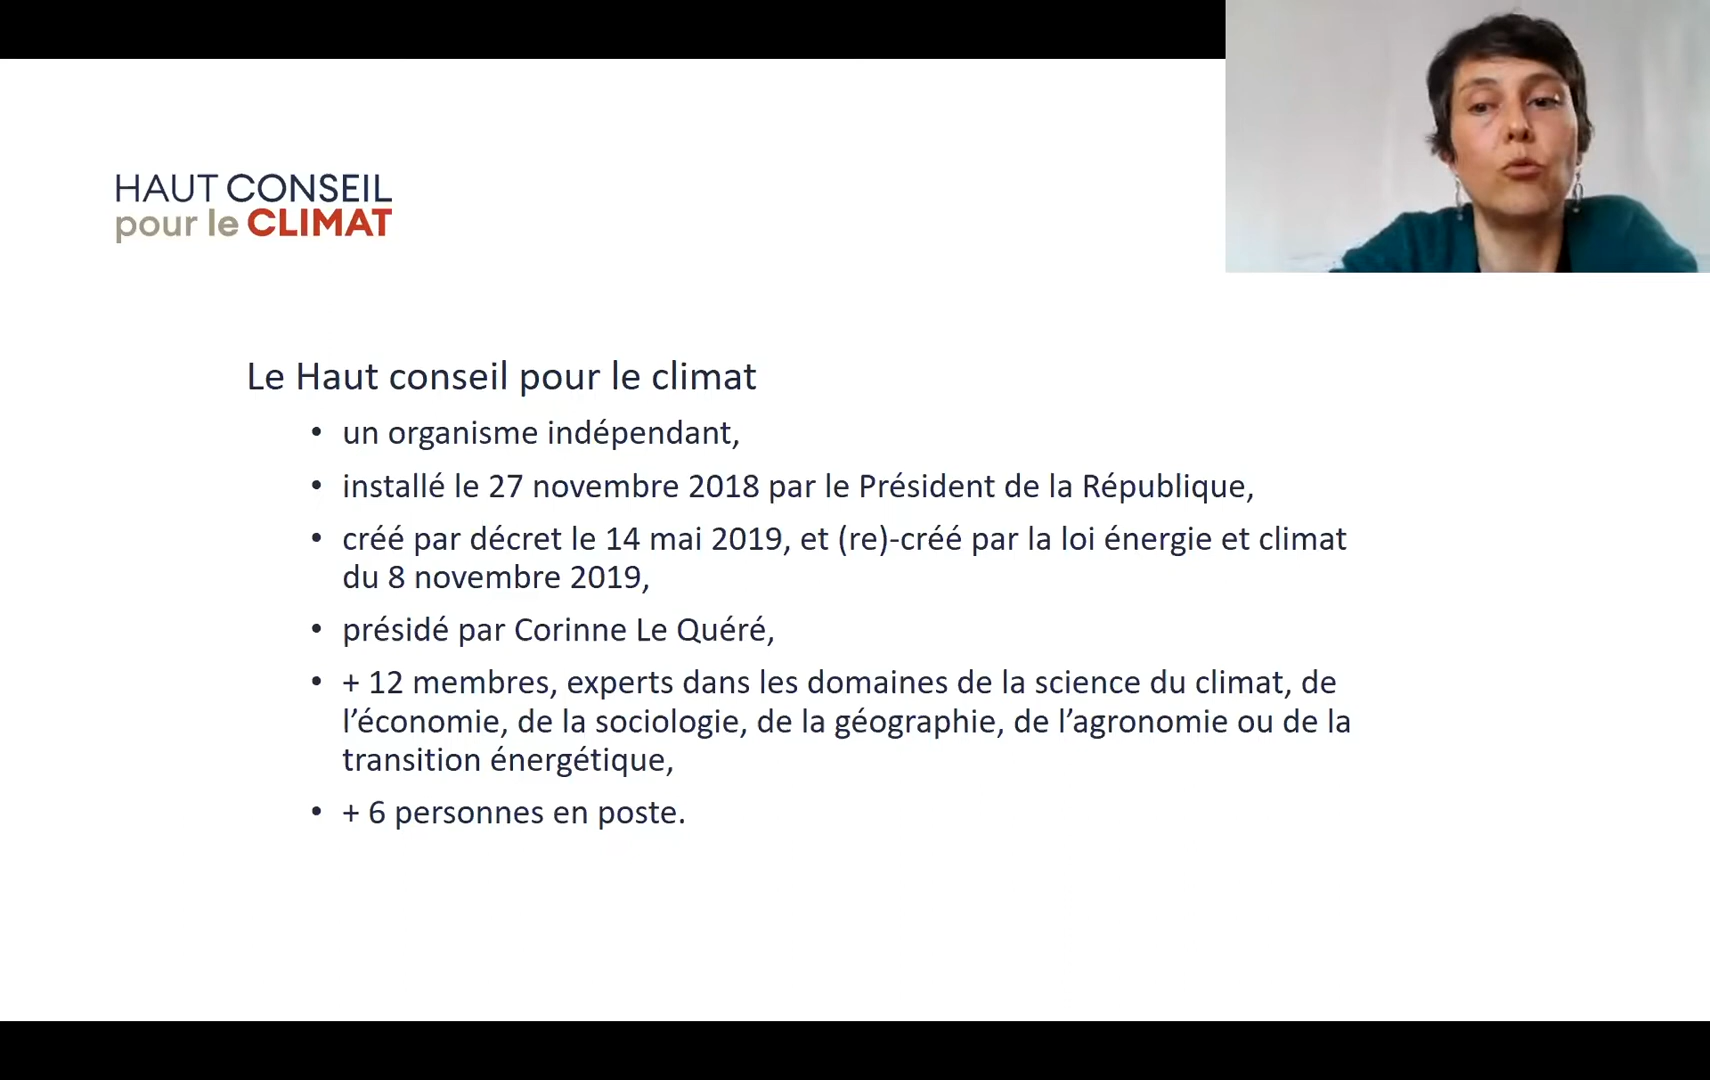 HAUT CONSEIL
pour le CLIMAT
Le Haut conseil pour le climat
• un organisme indépendant,
• installé le 27 novembre 2018 par le Président de la République,
• créé par décret le 14 mai 2019, et (re)-créé par la loi énergie et climat
du 8 novembre 2019,
• présidé par Corinne Le Quéré,
• + 12 membres, experts dans les domaines de la science du climat, de
l’économie, de la sociologie, de la géographie, de l’agronomie ou de la
transition énergétique,
• + 6 personnes en poste.